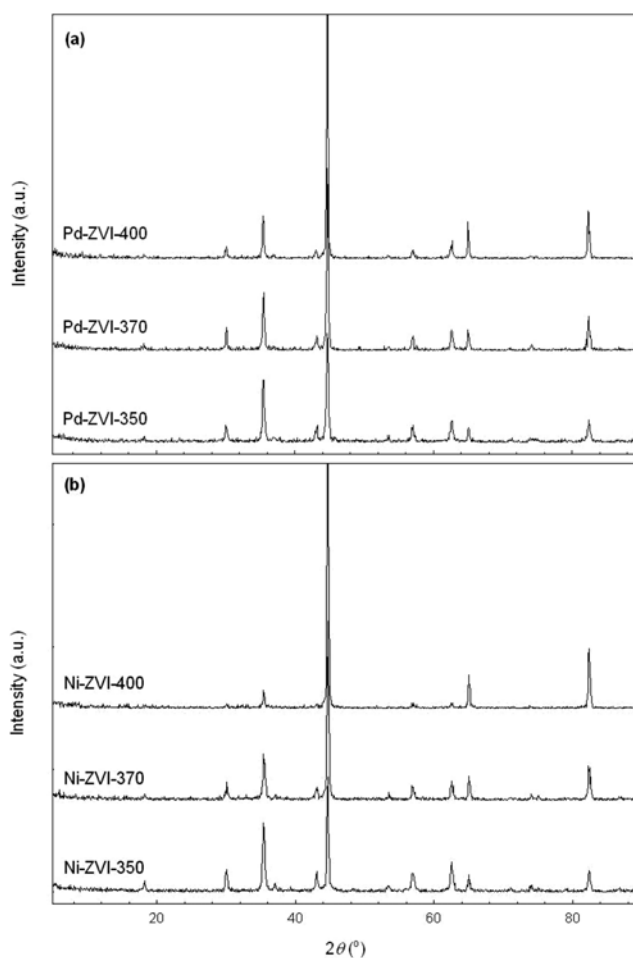 (a)
Intensity (a.u.)
Pd-ZVI-400
Pd-ZVI-370
Pd-ZVI-350
(b)
Intensity (a.u.)
Ni-ZVI-400
Ni-ZVI-370
Ni-ZVI-350
20 40 60 80
2θ (°)